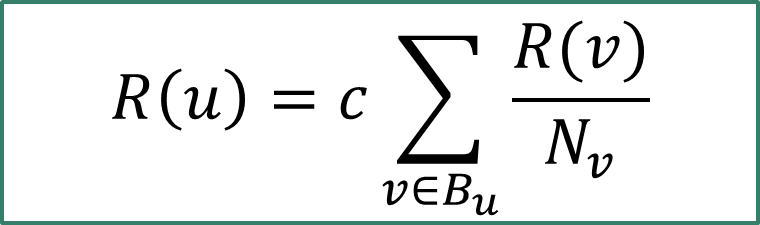 R(u) = c ∑_{v∈B_u} R(v)/N_v